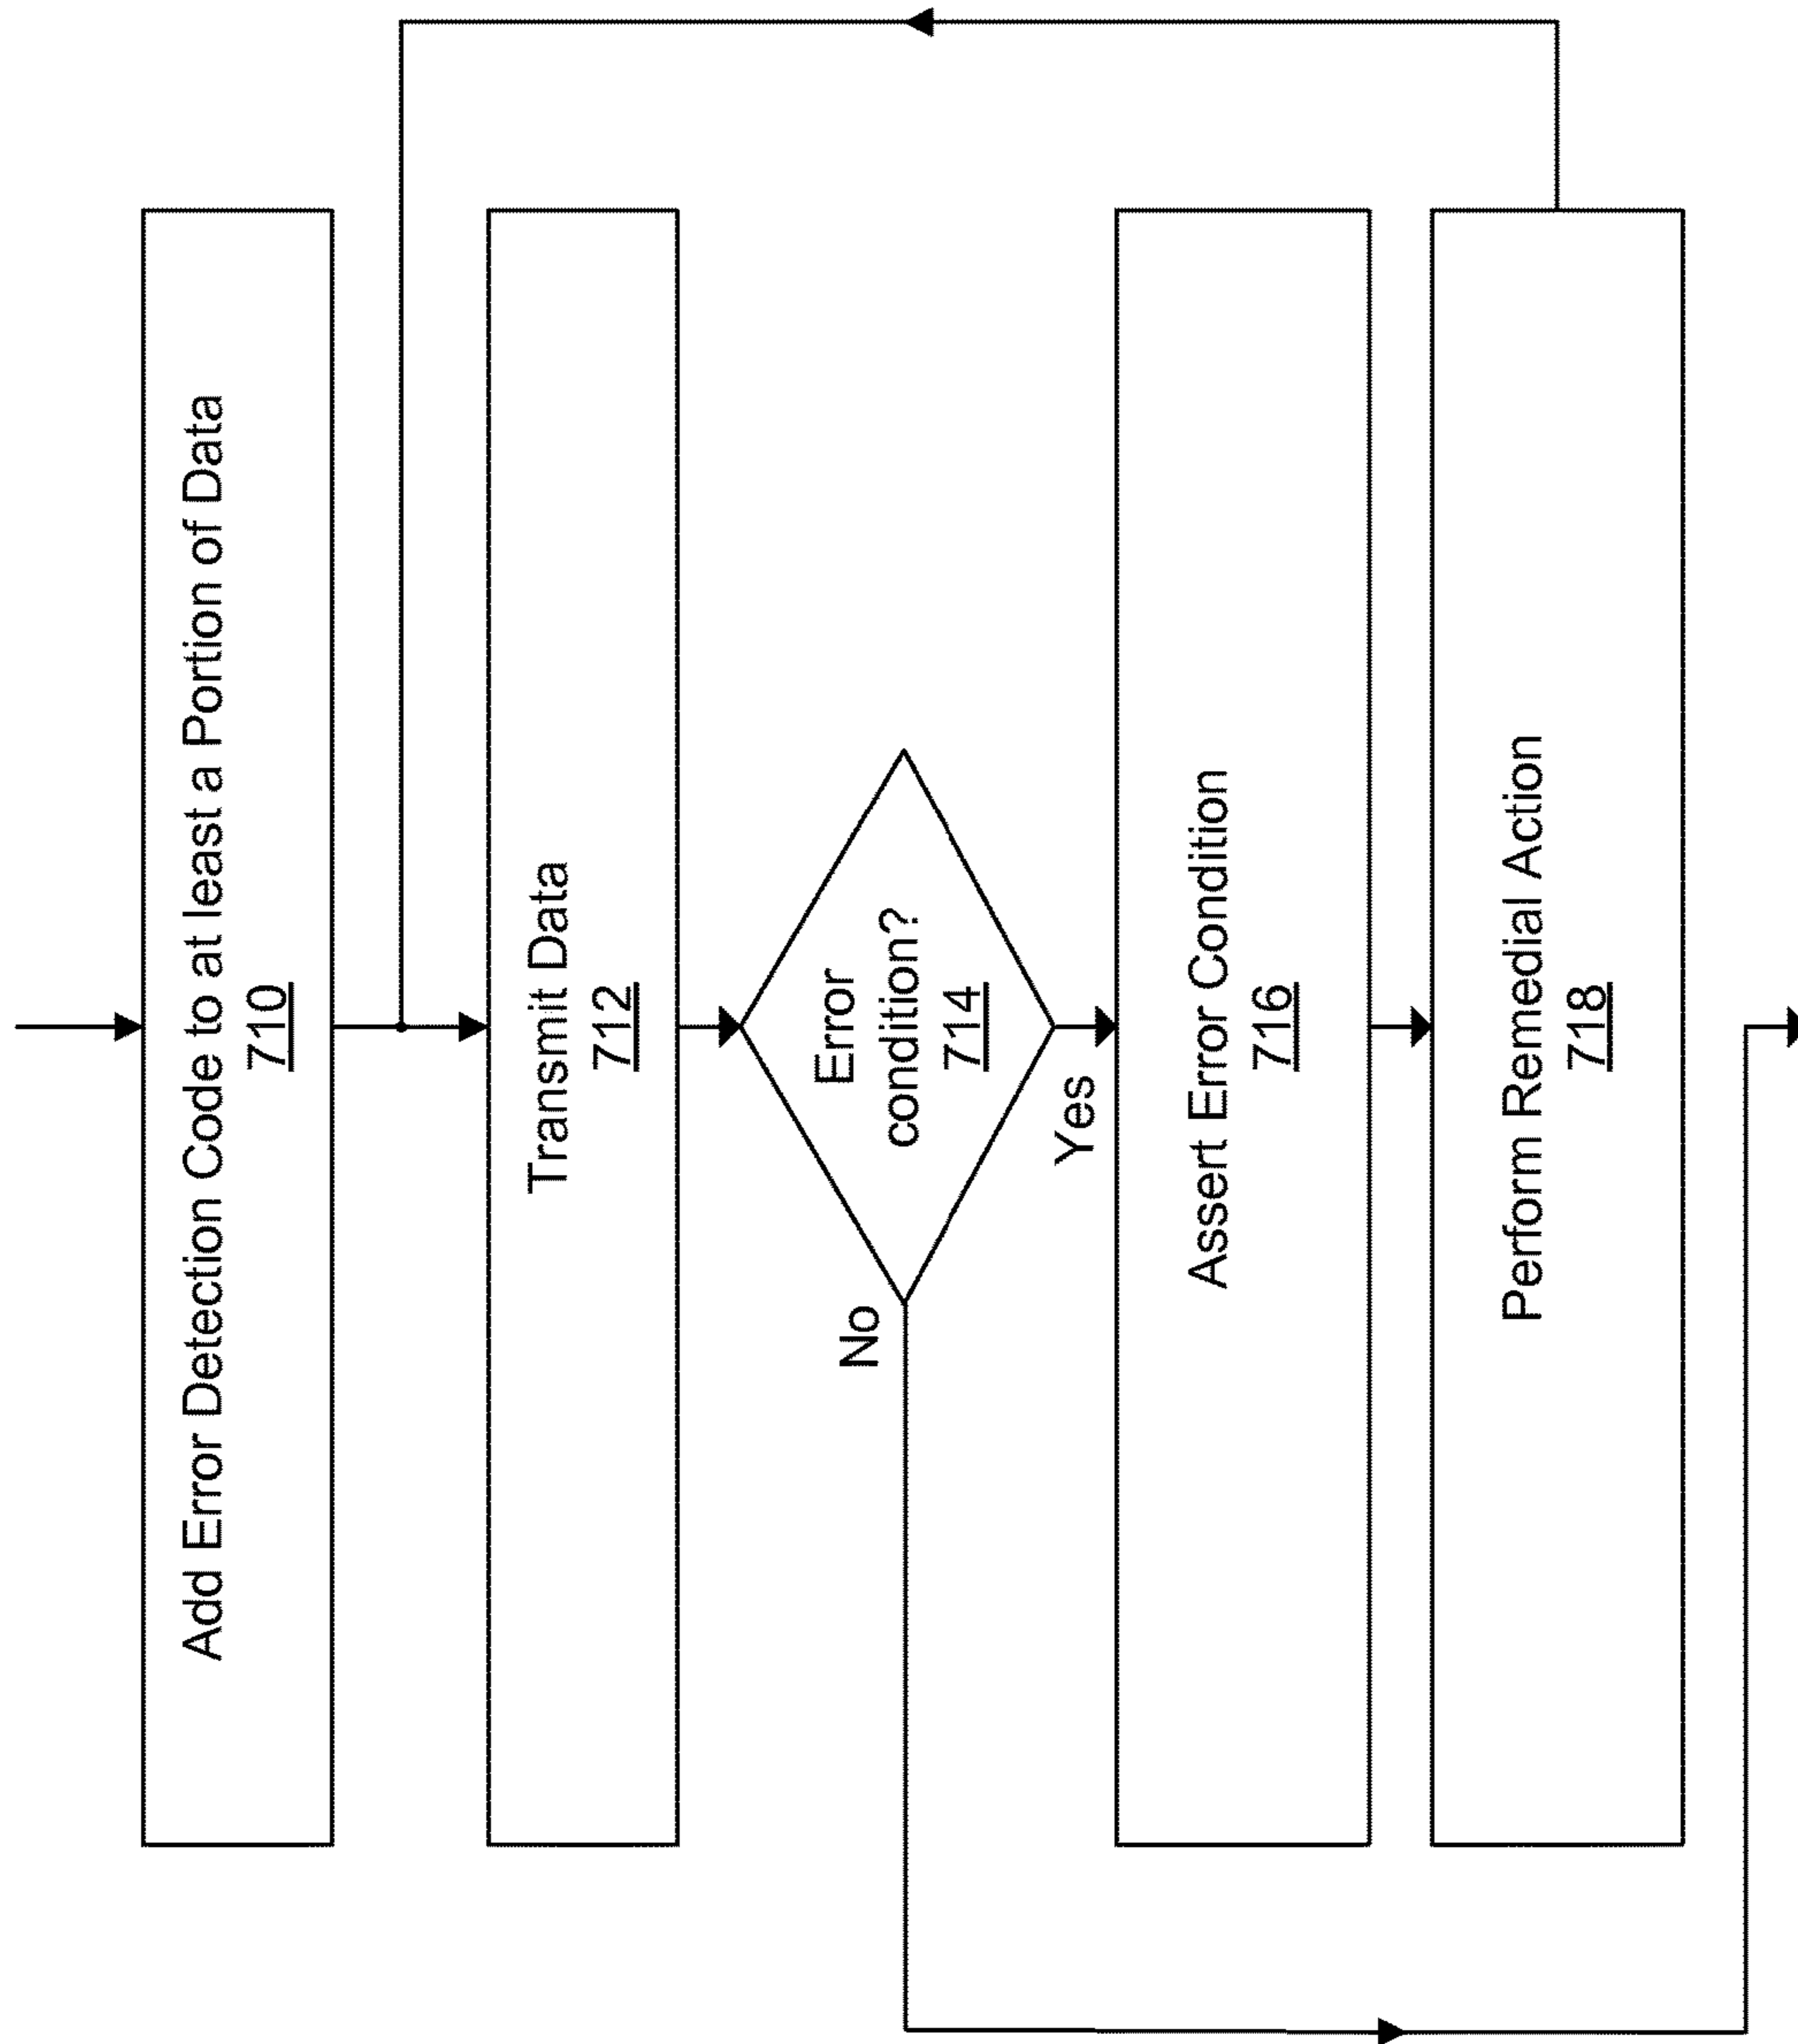 Add Error Detection Code to at least a Portion of Data
710
Transmit Data
712
Error
condition?
714
No
Yes
Assert Error Condition
716
Perform Remedial Action
718